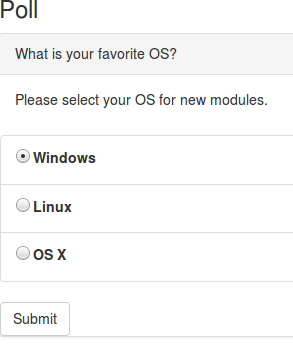 Poll
What is your favorite OS?
Please select your OS for new modules.
Windows
Linux
OS X
Submit